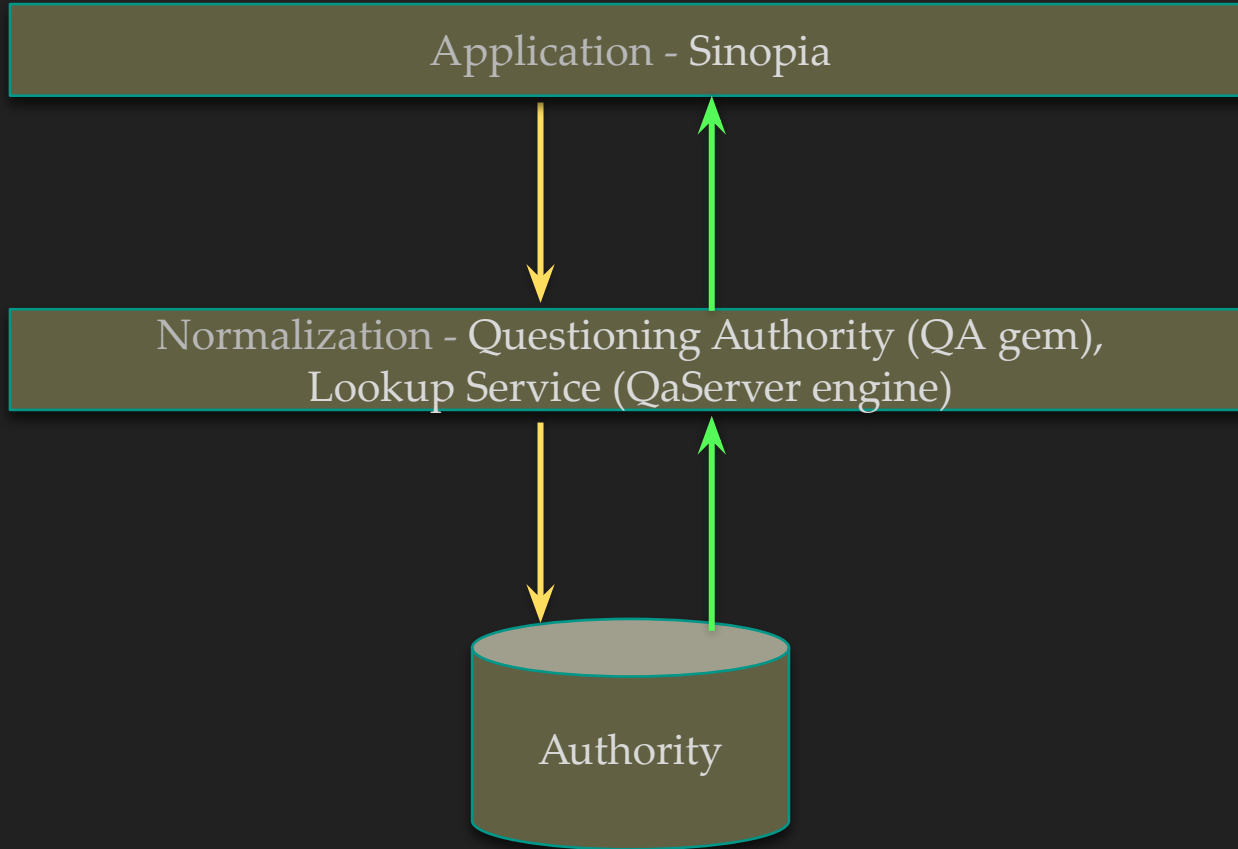 Application - Sinopia
Normalization - Questioning Authority (QA gem),
Lookup Service (QaServer engine)
Authority